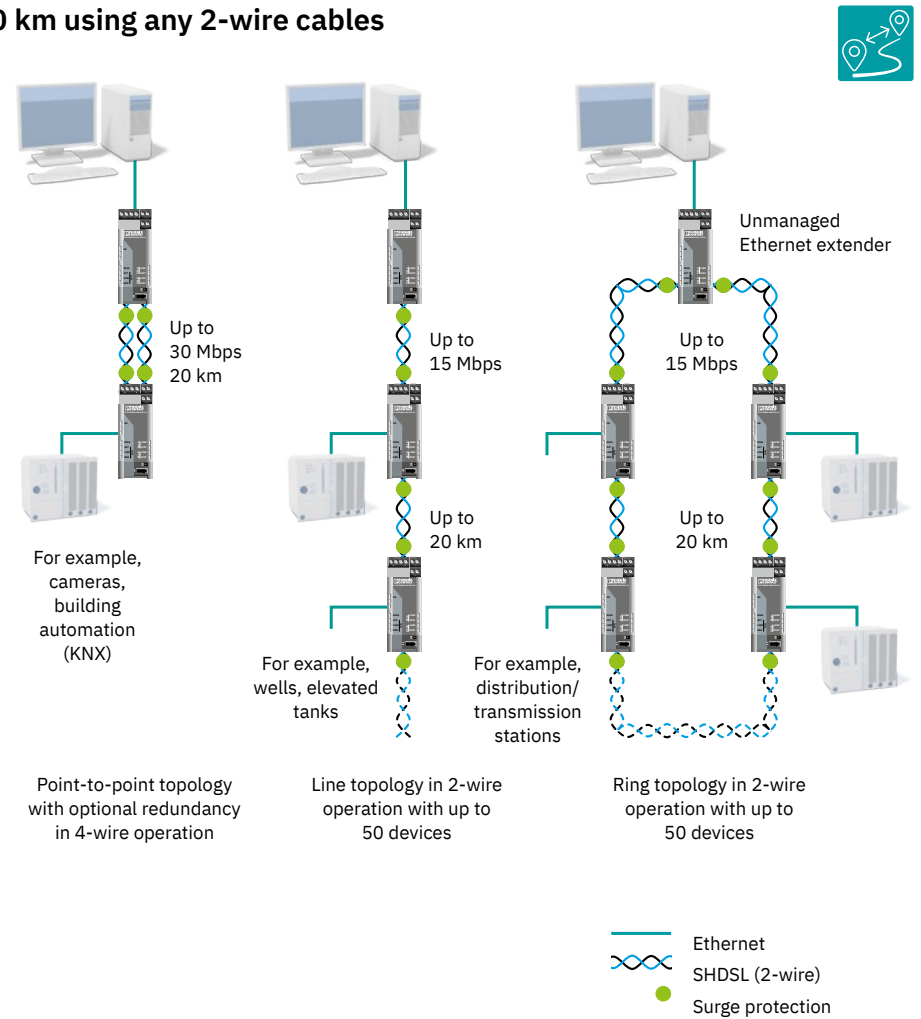 0 km using any 2-wire cables
Unmanaged
Ethernet extender
Up to
30 Mbps
20 km
Up to
15 Mbps
Up to
15 Mbps
Up to
20 km
Up to
20 km
For example,
cameras,
building
automation
(KNX)
For example,
wells, elevated
tanks
For example,
distribution/
transmission
stations
Point-to-point topology
with optional redundancy
in 4-wire operation
Line topology in 2-wire
operation with up to
50 devices
Ring topology in 2-wire
operation with up to
50 devices
Ethernet
SHDSL (2-wire)
Surge protection